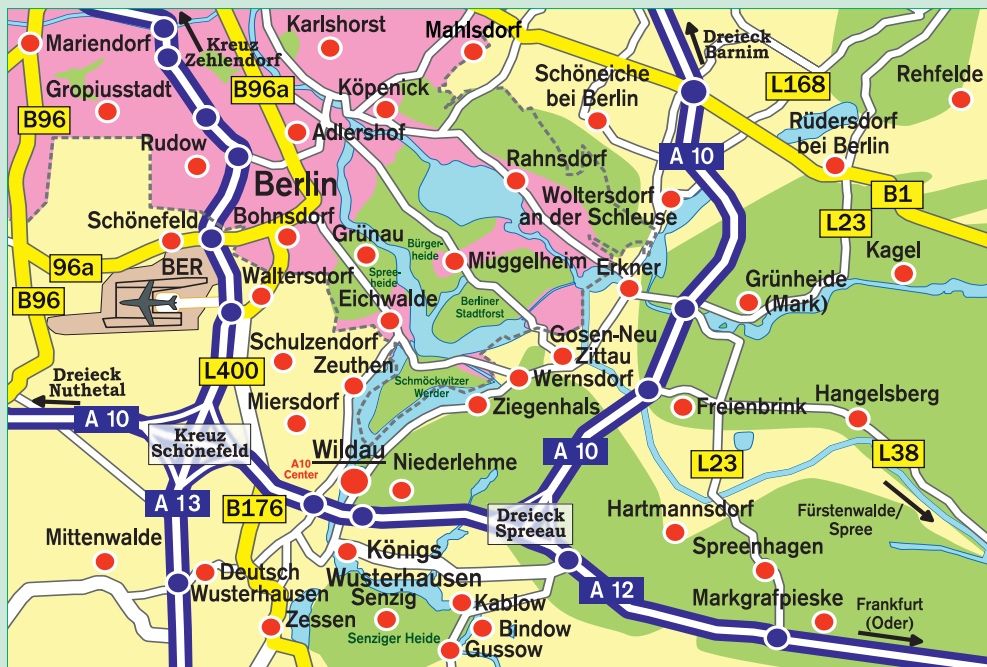 Karlshorst
Mahlsdorf
Mariendorf
Kreuz
Zehlendorf
Dreieck
Barnim
Gropiusstadt
B96a
Köpenick
Schöneiche
bei Berlin
L168
Rehfelde
B96
Adlershof
Rüdersdorf
bei Berlin
Rudow
A 10
Berlin
Rahnsdorf
Woltersdorf
an der Schleuse
B1
Schönefeld
Bohnsdorf
Grünau
Bürger-
heide
L23
96a
BER
Müggelheim
Erkner
Kagel
Spree-
heide
B96
Waltersdorf
Eichwalde
Berliner
Stadtforst
Grünheide
(Mark)
Schulzendorf
Zeuthen
Gosen-Neu
Zittau
L400
Dreieck
Nuthetal
Schmöckwitzer
Werder
Wernsdorf
Miersdorf
Ziegenhals
Freienbrink
Hangelsberg
A 10
Kreuz
Schönefeld
Wildau
A10
Center
Niederlehme
A 10
L23
L38
A 13
B176
Dreieck
Spreeau
Hartmannsdorf
Fürstenwalde/
Spree
Mittenwalde
Königs
Wusterhausen
Spreenhagen
Deutsch
Wusterhausen
Senzig
A 12
Kablow
Markgrafpieske
Frankfurt
(Oder)
Zessen
Senziger Heide
Bindow
Gussow